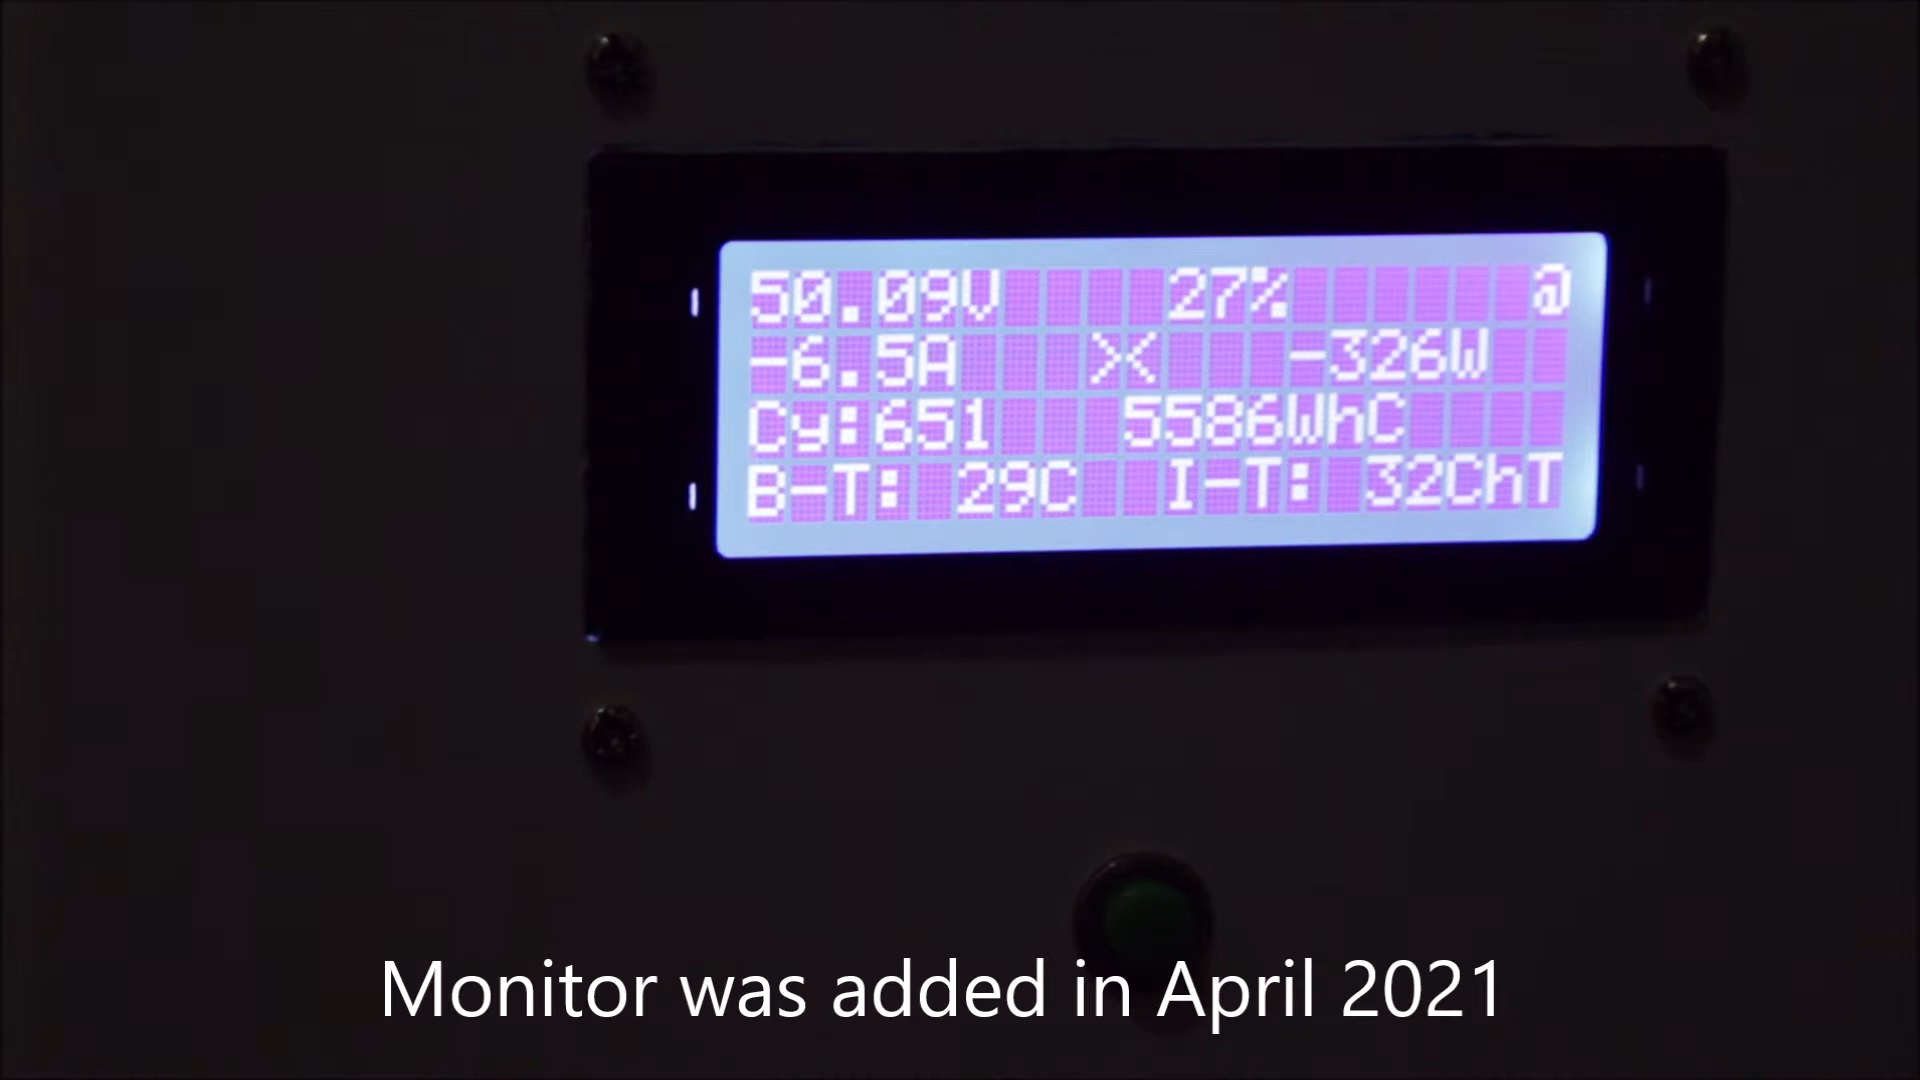 50.09V 27% @
-6.5A >< -326W
Cy:651 5586WhC
B-T: 29C I-T: 32ChT
Monitor was added in April 2021